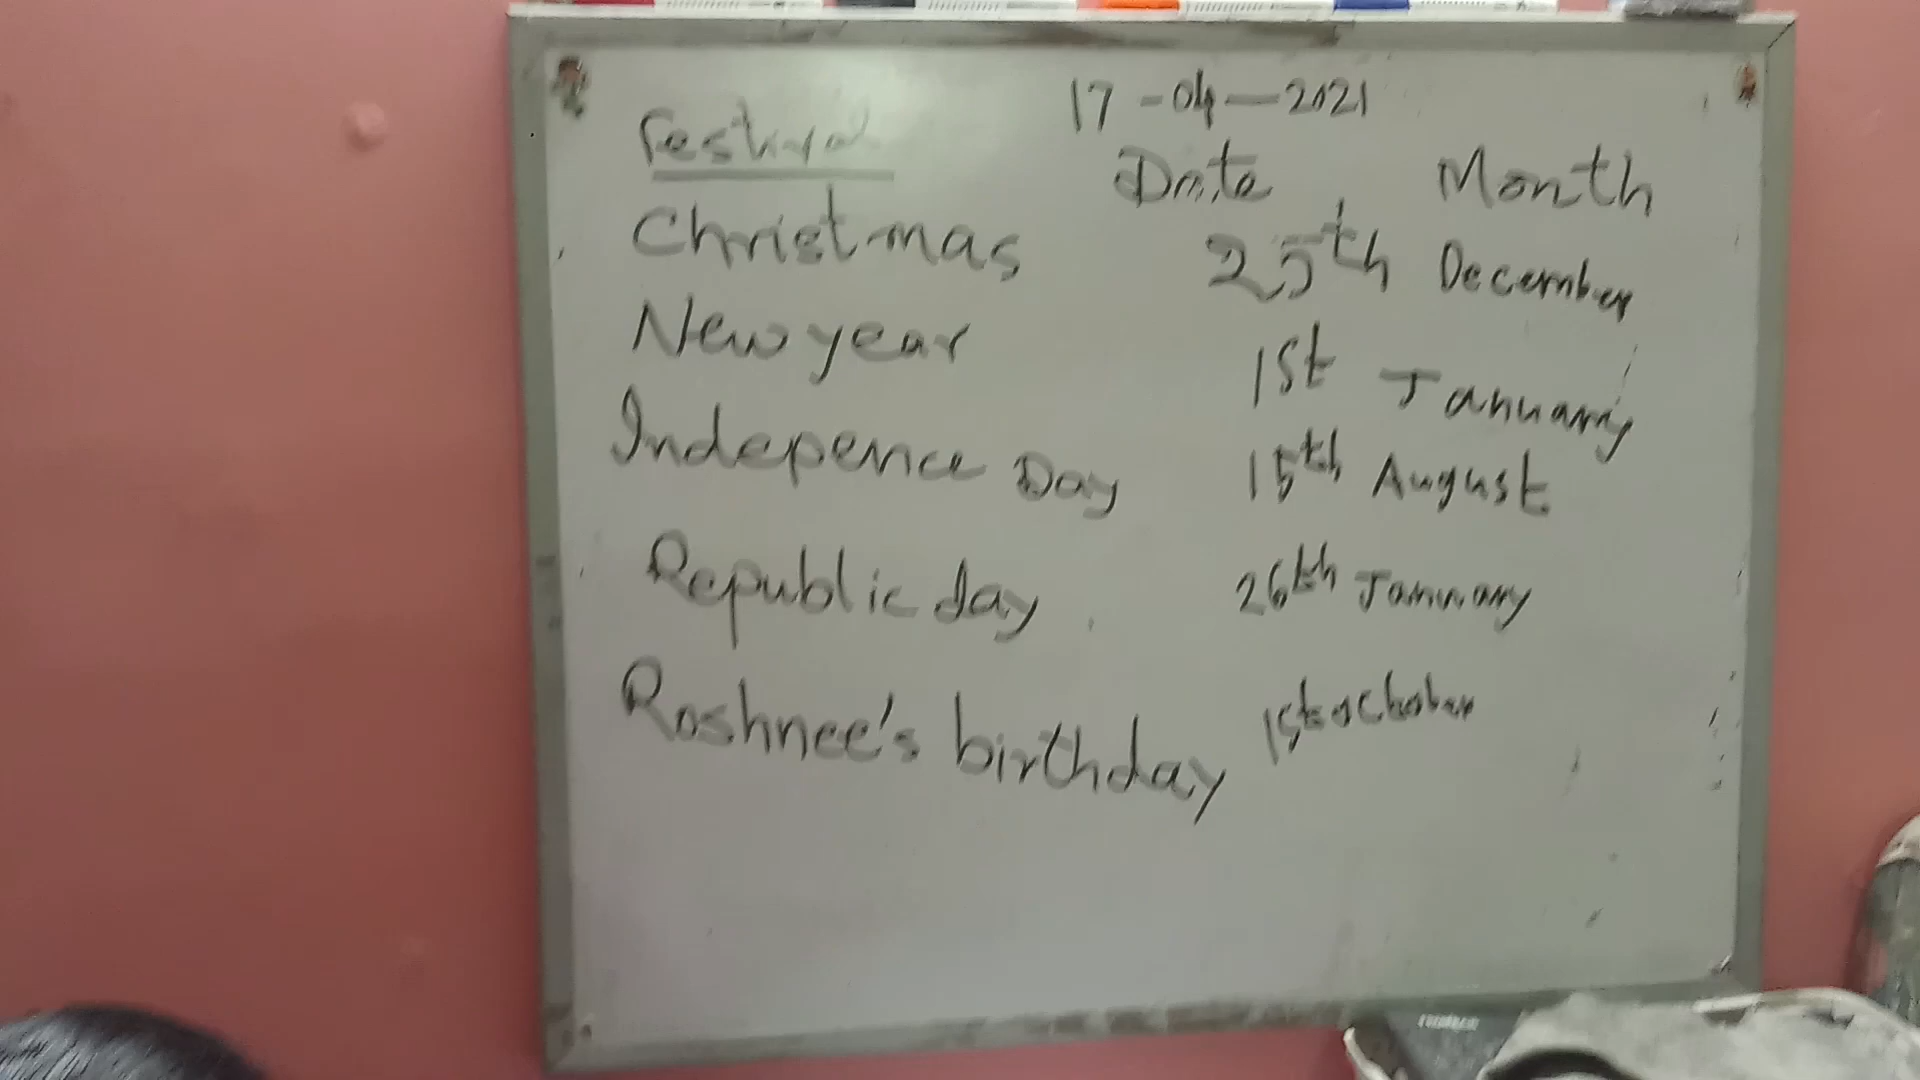 17-04-2021
Festival Date Month
Christmas 25th December
New year 1st January
Indepence Day 15th August
Republic day 26th January
Roshnee's birthday 1st october